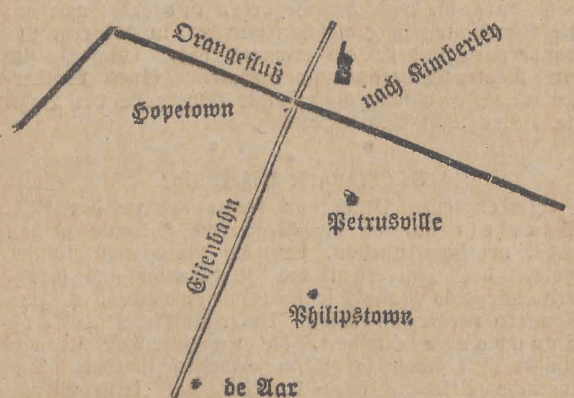 Orangefluß
nach Kimberley
Hopetown
Eisenbahn
Petrusville
Philipstown
de Aar